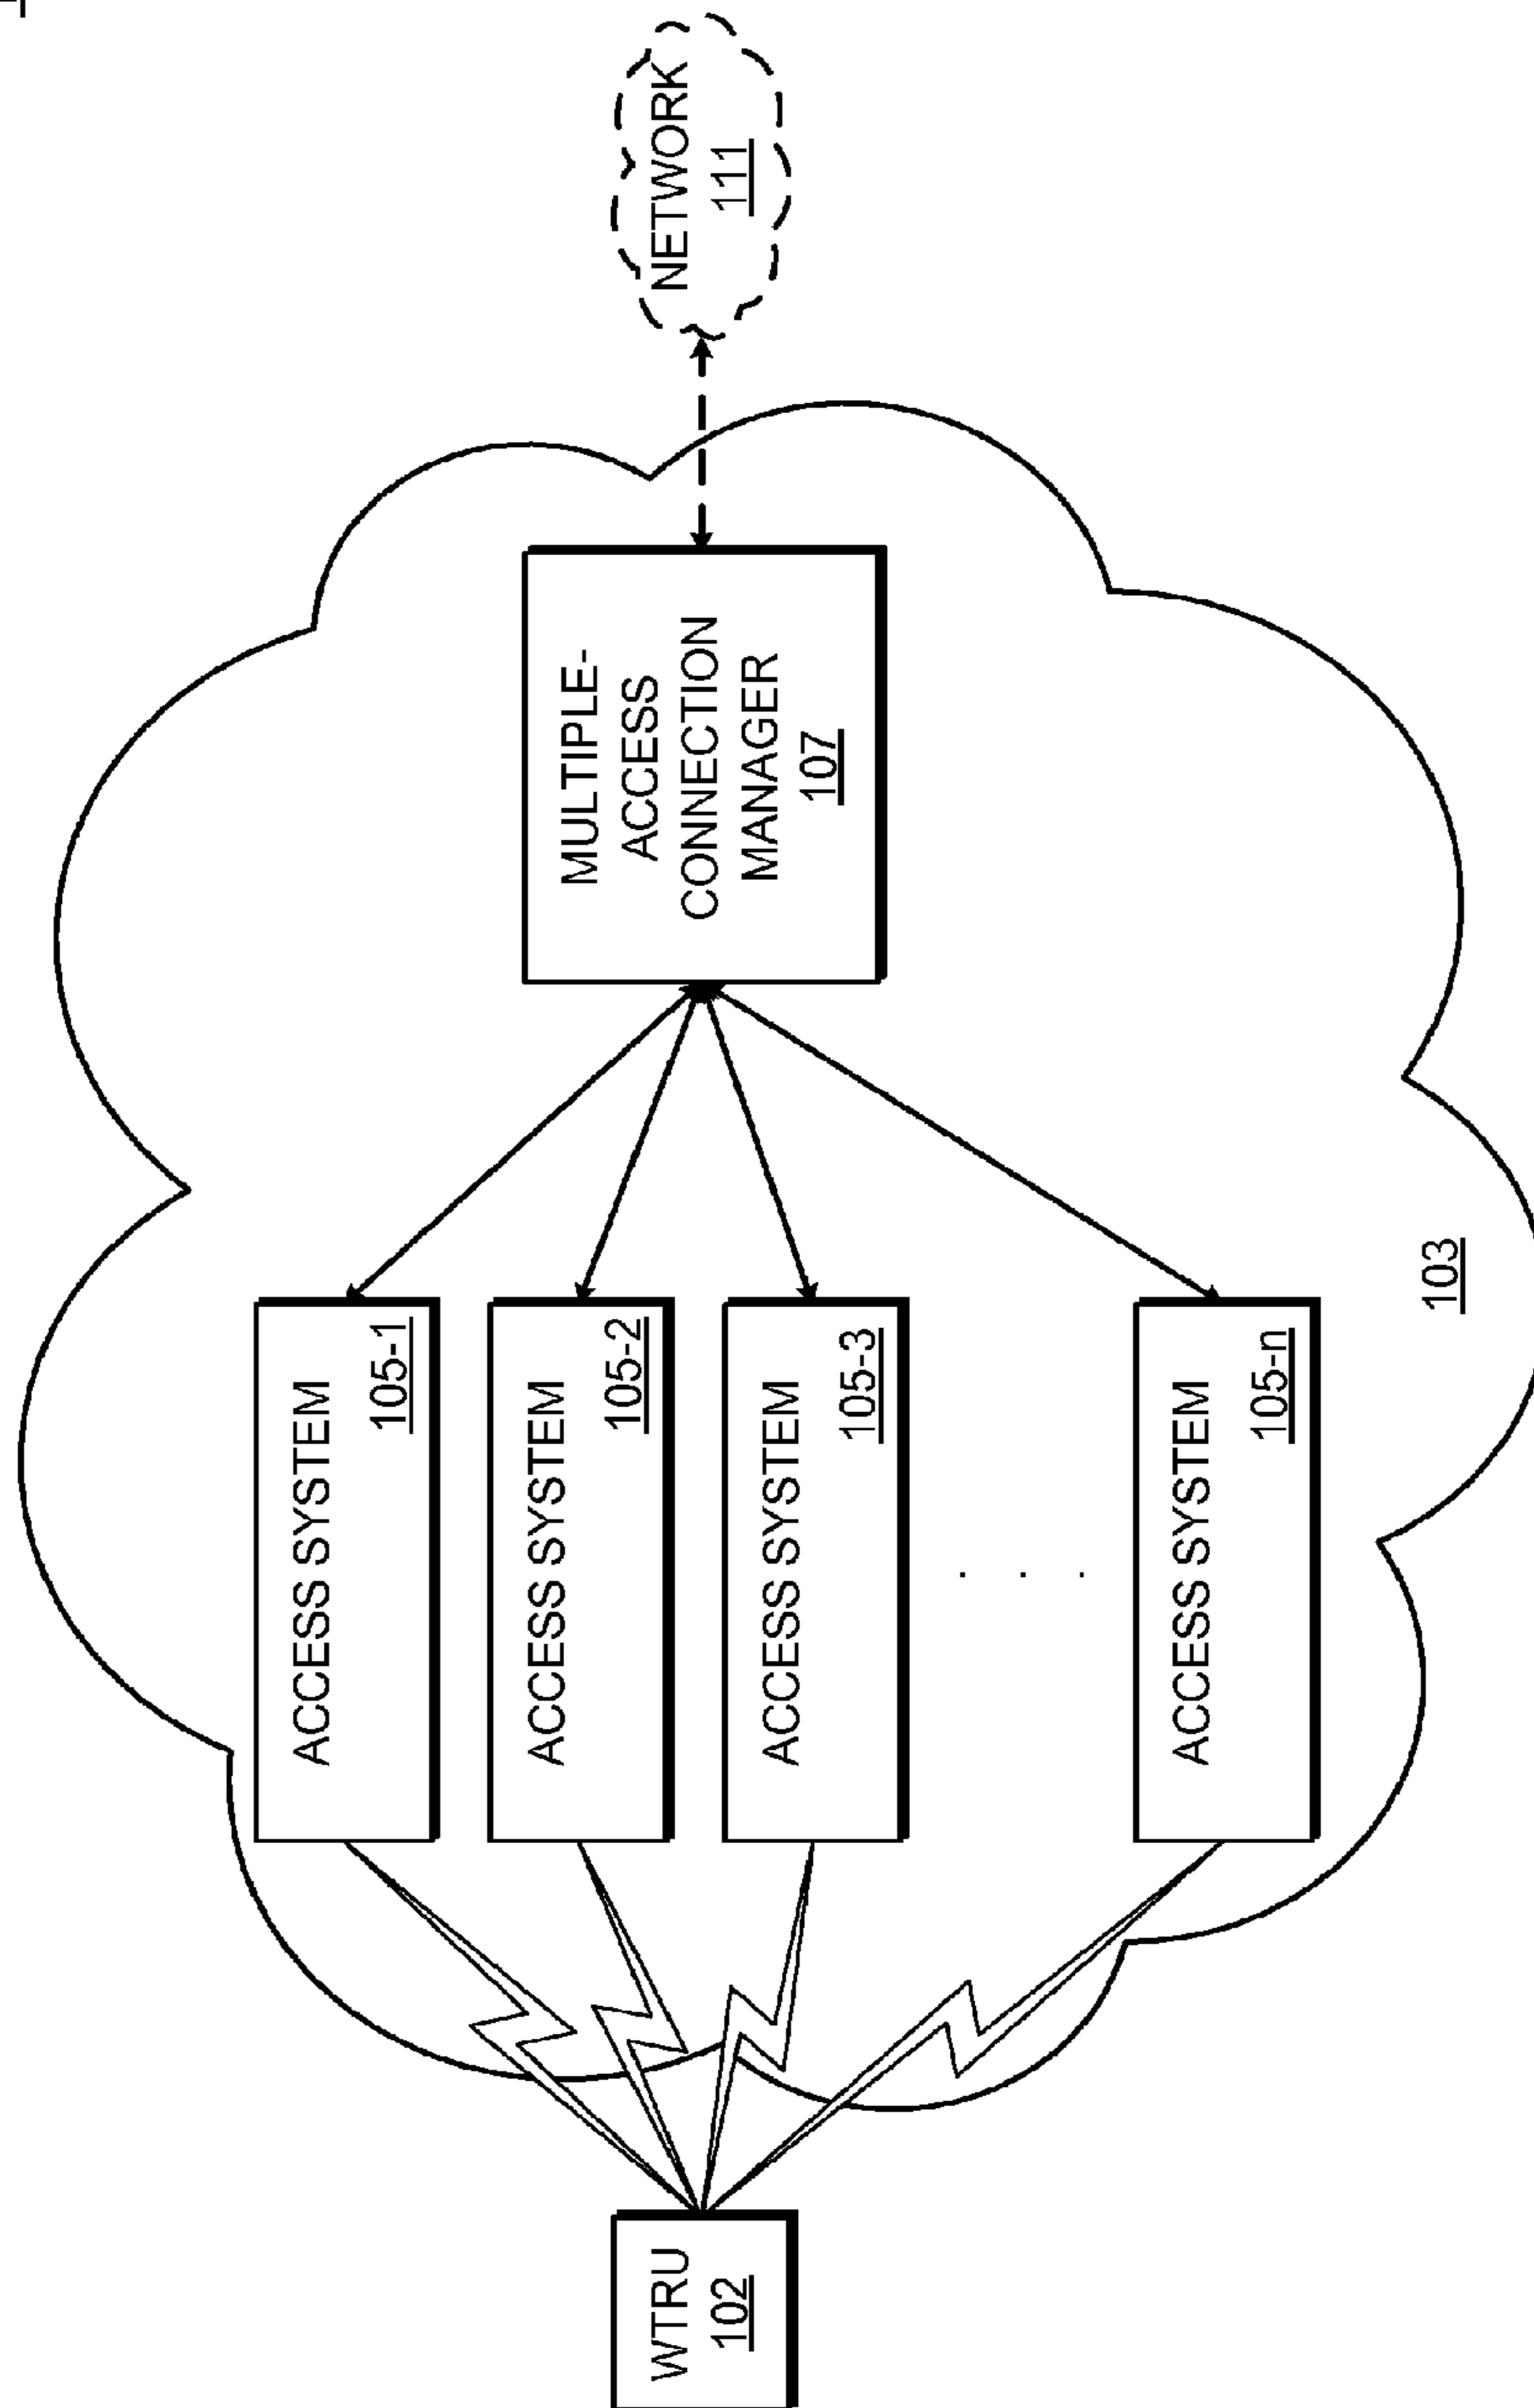 WTRU
102
ACCESS SYSTEM
105-1
ACCESS SYSTEM
105-2
ACCESS SYSTEM
105-3
. . .
ACCESS SYSTEM
105-n
103
MULTIPLE-
ACCESS
CONNECTION
MANAGER
107
NETWORK
111